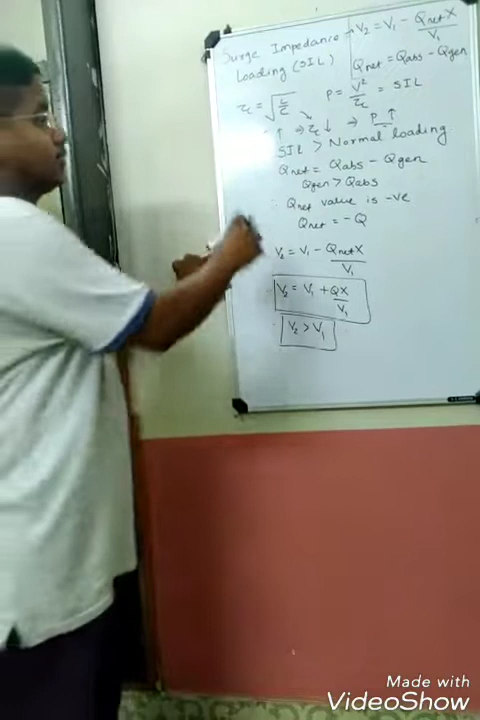 Surge Impedance → V₂ = V₁ - Qnet X / V₁
Loading (SIL)
Qnet = Qabs - Qgen
Zc = √(L/C) P = V²/Zc = SIL
↑ ⇒ Zc ↓ ⇒ P ↑
SIL > Normal loading
Qnet = Qabs - Qgen
Qgen > Qabs
∴ Qnet value is -ve
Qnet = -Q
V₂ = V₁ - Qnet X / V₁
V₂ = V₁ + QX / V₁
V₂ > V₁
Made with
VideoShow